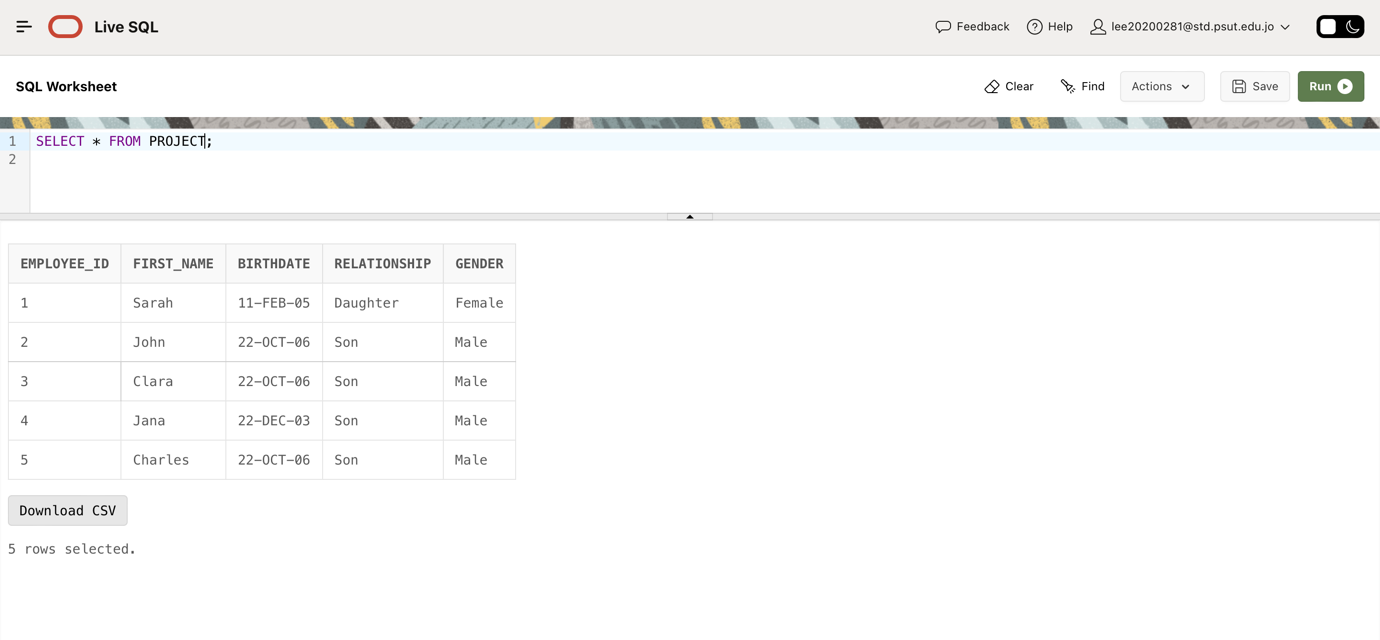 Live SQL
Feedback Help lee20200281@std.psut.edu.jo
SQL Worksheet
Clear Find Actions Save Run
1 SELECT * FROM PROJECT;
2
EMPLOYEE_ID FIRST_NAME BIRTHDATE RELATIONSHIP GENDER
1 Sarah 11-FEB-05 Daughter Female
2 John 22-OCT-06 Son Male
3 Clara 22-OCT-06 Son Male
4 Jana 22-DEC-03 Son Male
5 Charles 22-OCT-06 Son Male
Download CSV
5 rows selected.